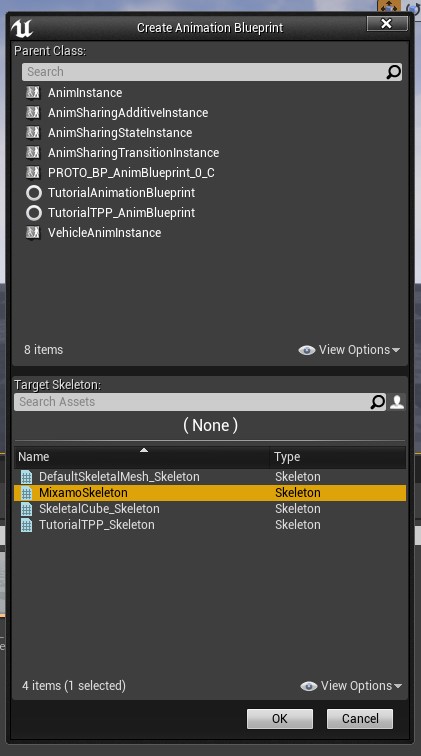 Create Animation Blueprint
Parent Class:
Search
AnimInstance
AnimSharingAdditiveInstance
AnimSharingStateInstance
AnimSharingTransitionInstance
PROTO_BP_AnimBlueprint_0_C
TutorialAnimationBlueprint
TutorialTPP_AnimBlueprint
VehicleAnimInstance
8 items View Options
Target Skeleton:
Search Assets
( None )
Name Type
DefaultSkeletalMesh_Skeleton Skeleton
MixamoSkeleton Skeleton
SkeletalCube_Skeleton Skeleton
TutorialTPP_Skeleton Skeleton
4 items (1 selected) View Options
OK Cancel